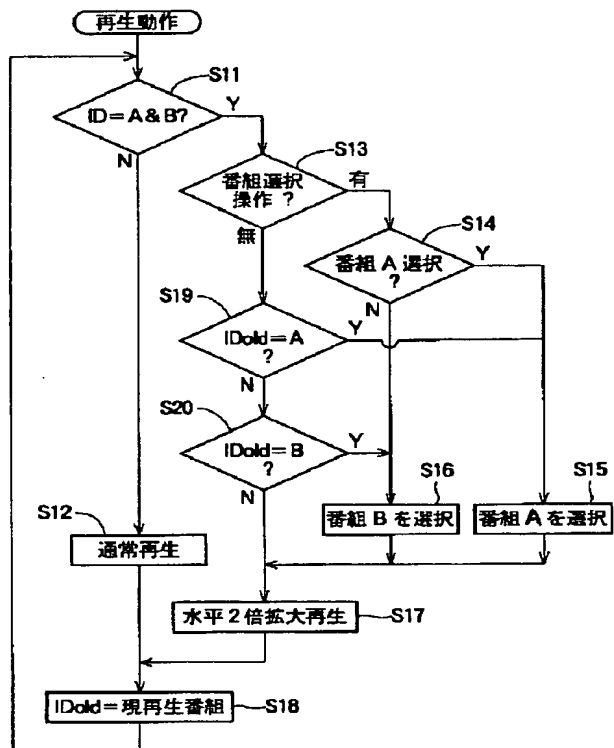 再生動作
S11
ID=A&B?
Y
N
S13
番組選択
操作 ?
有
無
S14
番組 A 選択
?
Y
N
S19
IDold=A
?
Y
N
S20
IDold=B
?
Y
N
S16
番組 B を選択
S15
番組 A を選択
S12
通常再生
水平 2 倍拡大再生
S17
IDold=現再生番組
S18